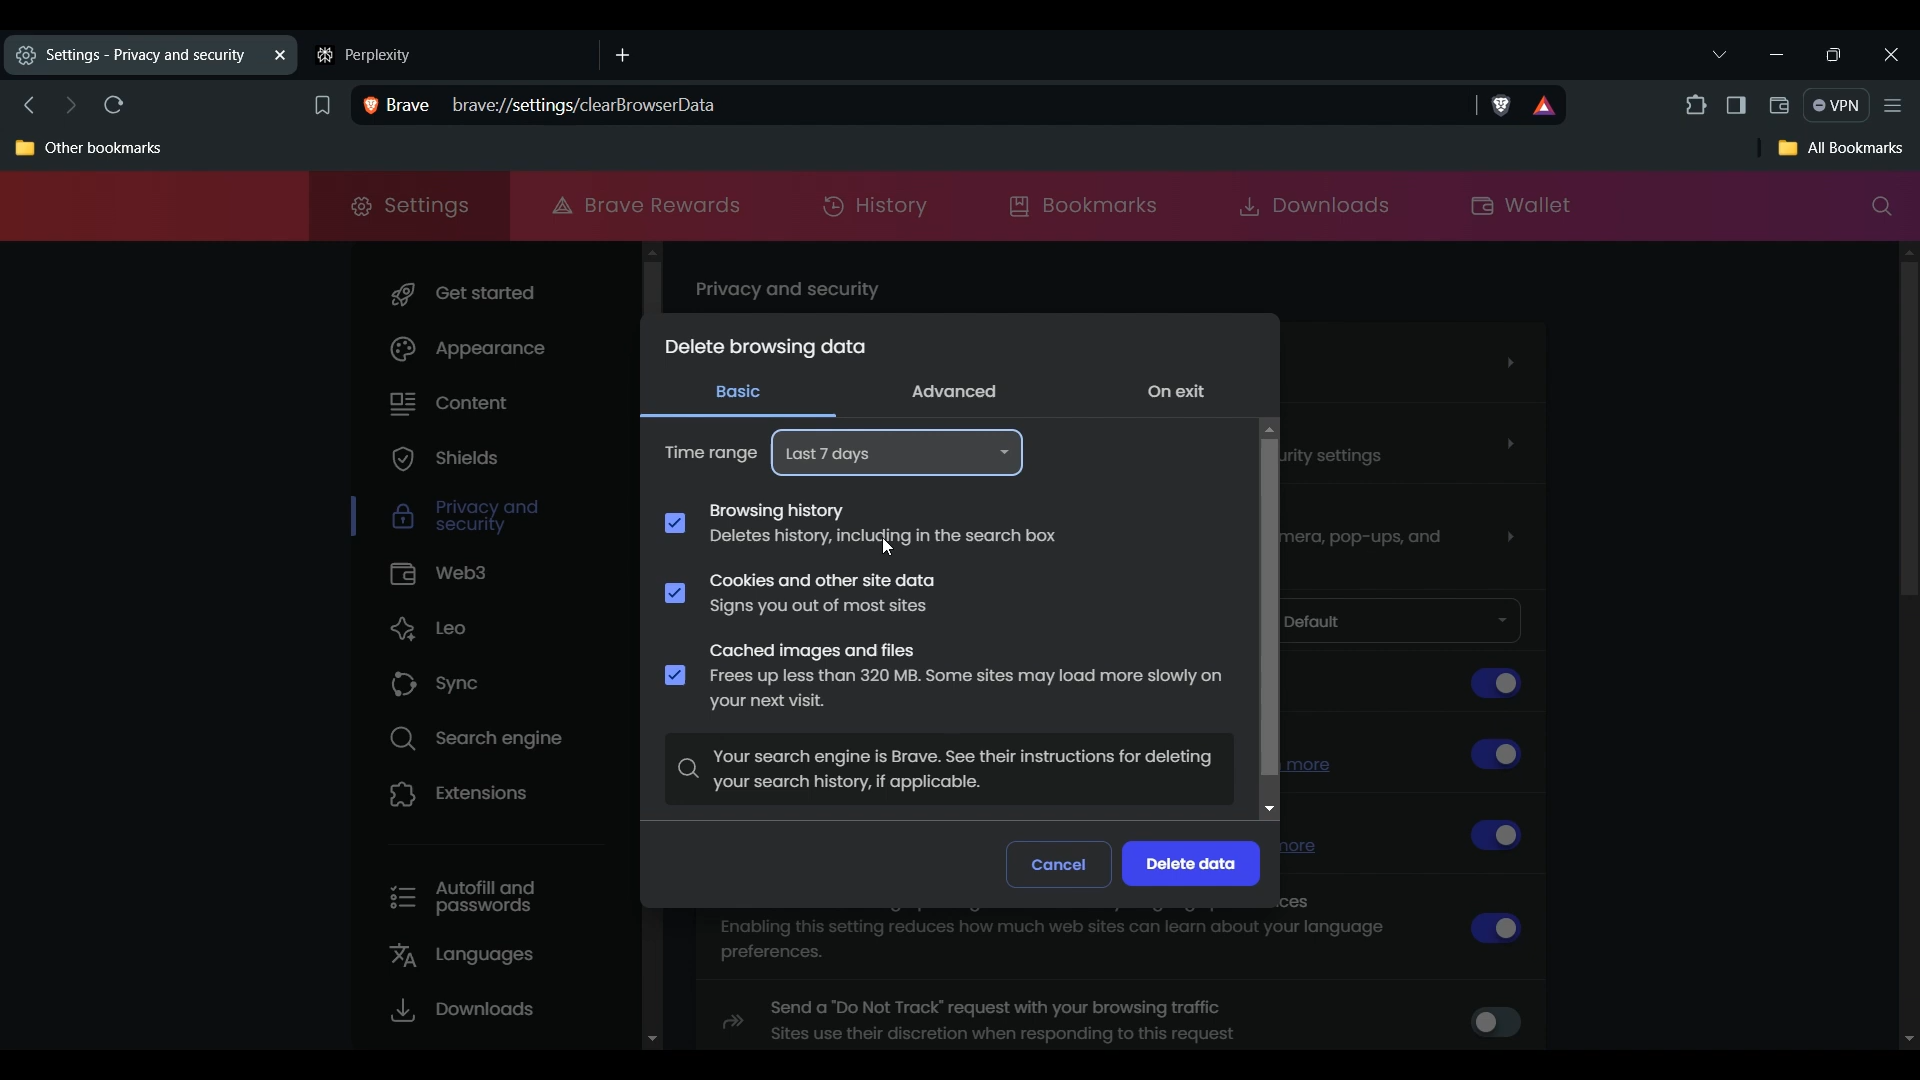 Settings - Privacy and security
Perplexity
Brave
brave://settings/clearBrowserData
VPN
Other bookmarks
All Bookmarks
Settings
Brave Rewards
History
Bookmarks
Downloads
Wallet
Get started
Appearance
Content
Shields
Privacy and
security
Web3
Leo
Sync
Search engine
Extensions
Autofill and
passwords
Languages
Downloads
Privacy and security
Delete browsing data
Basic
Advanced
On exit
Time range
Last 7 days
Browsing history
Deletes history, including in the search box
Cookies and other site data
Signs you out of most sites
Cached images and files
Frees up less than 320 MB. Some sites may load more slowly on
your next visit.
Your search engine is Brave. See their instructions for deleting
your search history, if applicable.
Cancel
Delete data
settings
pop-ups, and
Default
more
Enabling this setting reduces how much web sites can learn about your language
preferences.
Send a "Do Not Track" request with your browsing traffic
Sites use their discretion when responding to this request